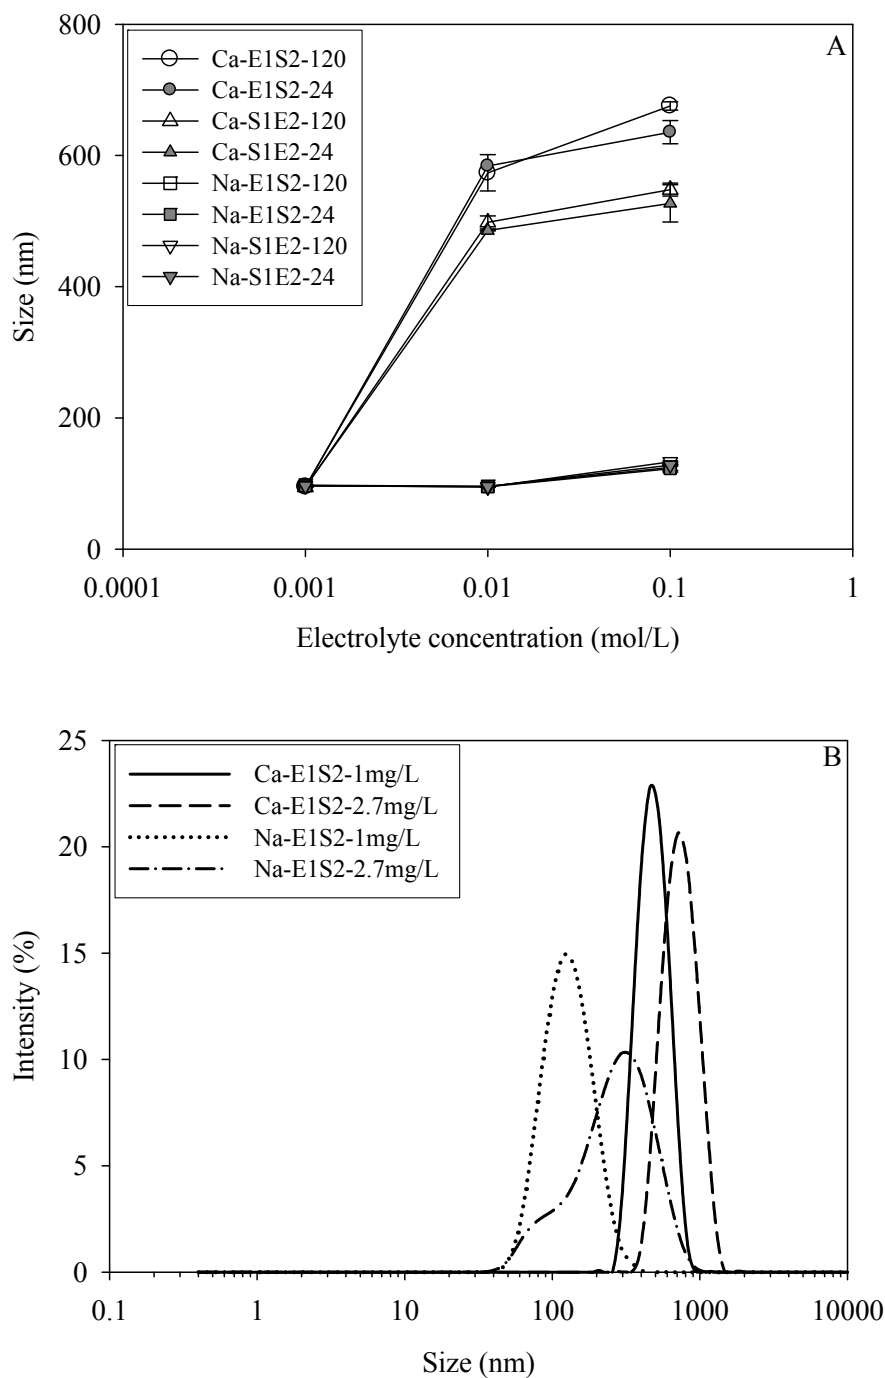 A
800
Ca-E1S2-120
Ca-E1S2-24
Ca-S1E2-120
Ca-S1E2-24
Na-E1S2-120
Na-E1S2-24
Na-S1E2-120
Na-S1E2-24
600
400
200
0
Size (nm)
0.0001 0.001 0.01 0.1 1
Electrolyte concentration (mol/L)
B
25
Ca-E1S2-1mg/L
Ca-E1S2-2.7mg/L
Na-E1S2-1mg/L
Na-E1S2-2.7mg/L
20
15
10
5
0
Intensity (%)
0.1 1 10 100 1000 10000
Size (nm)